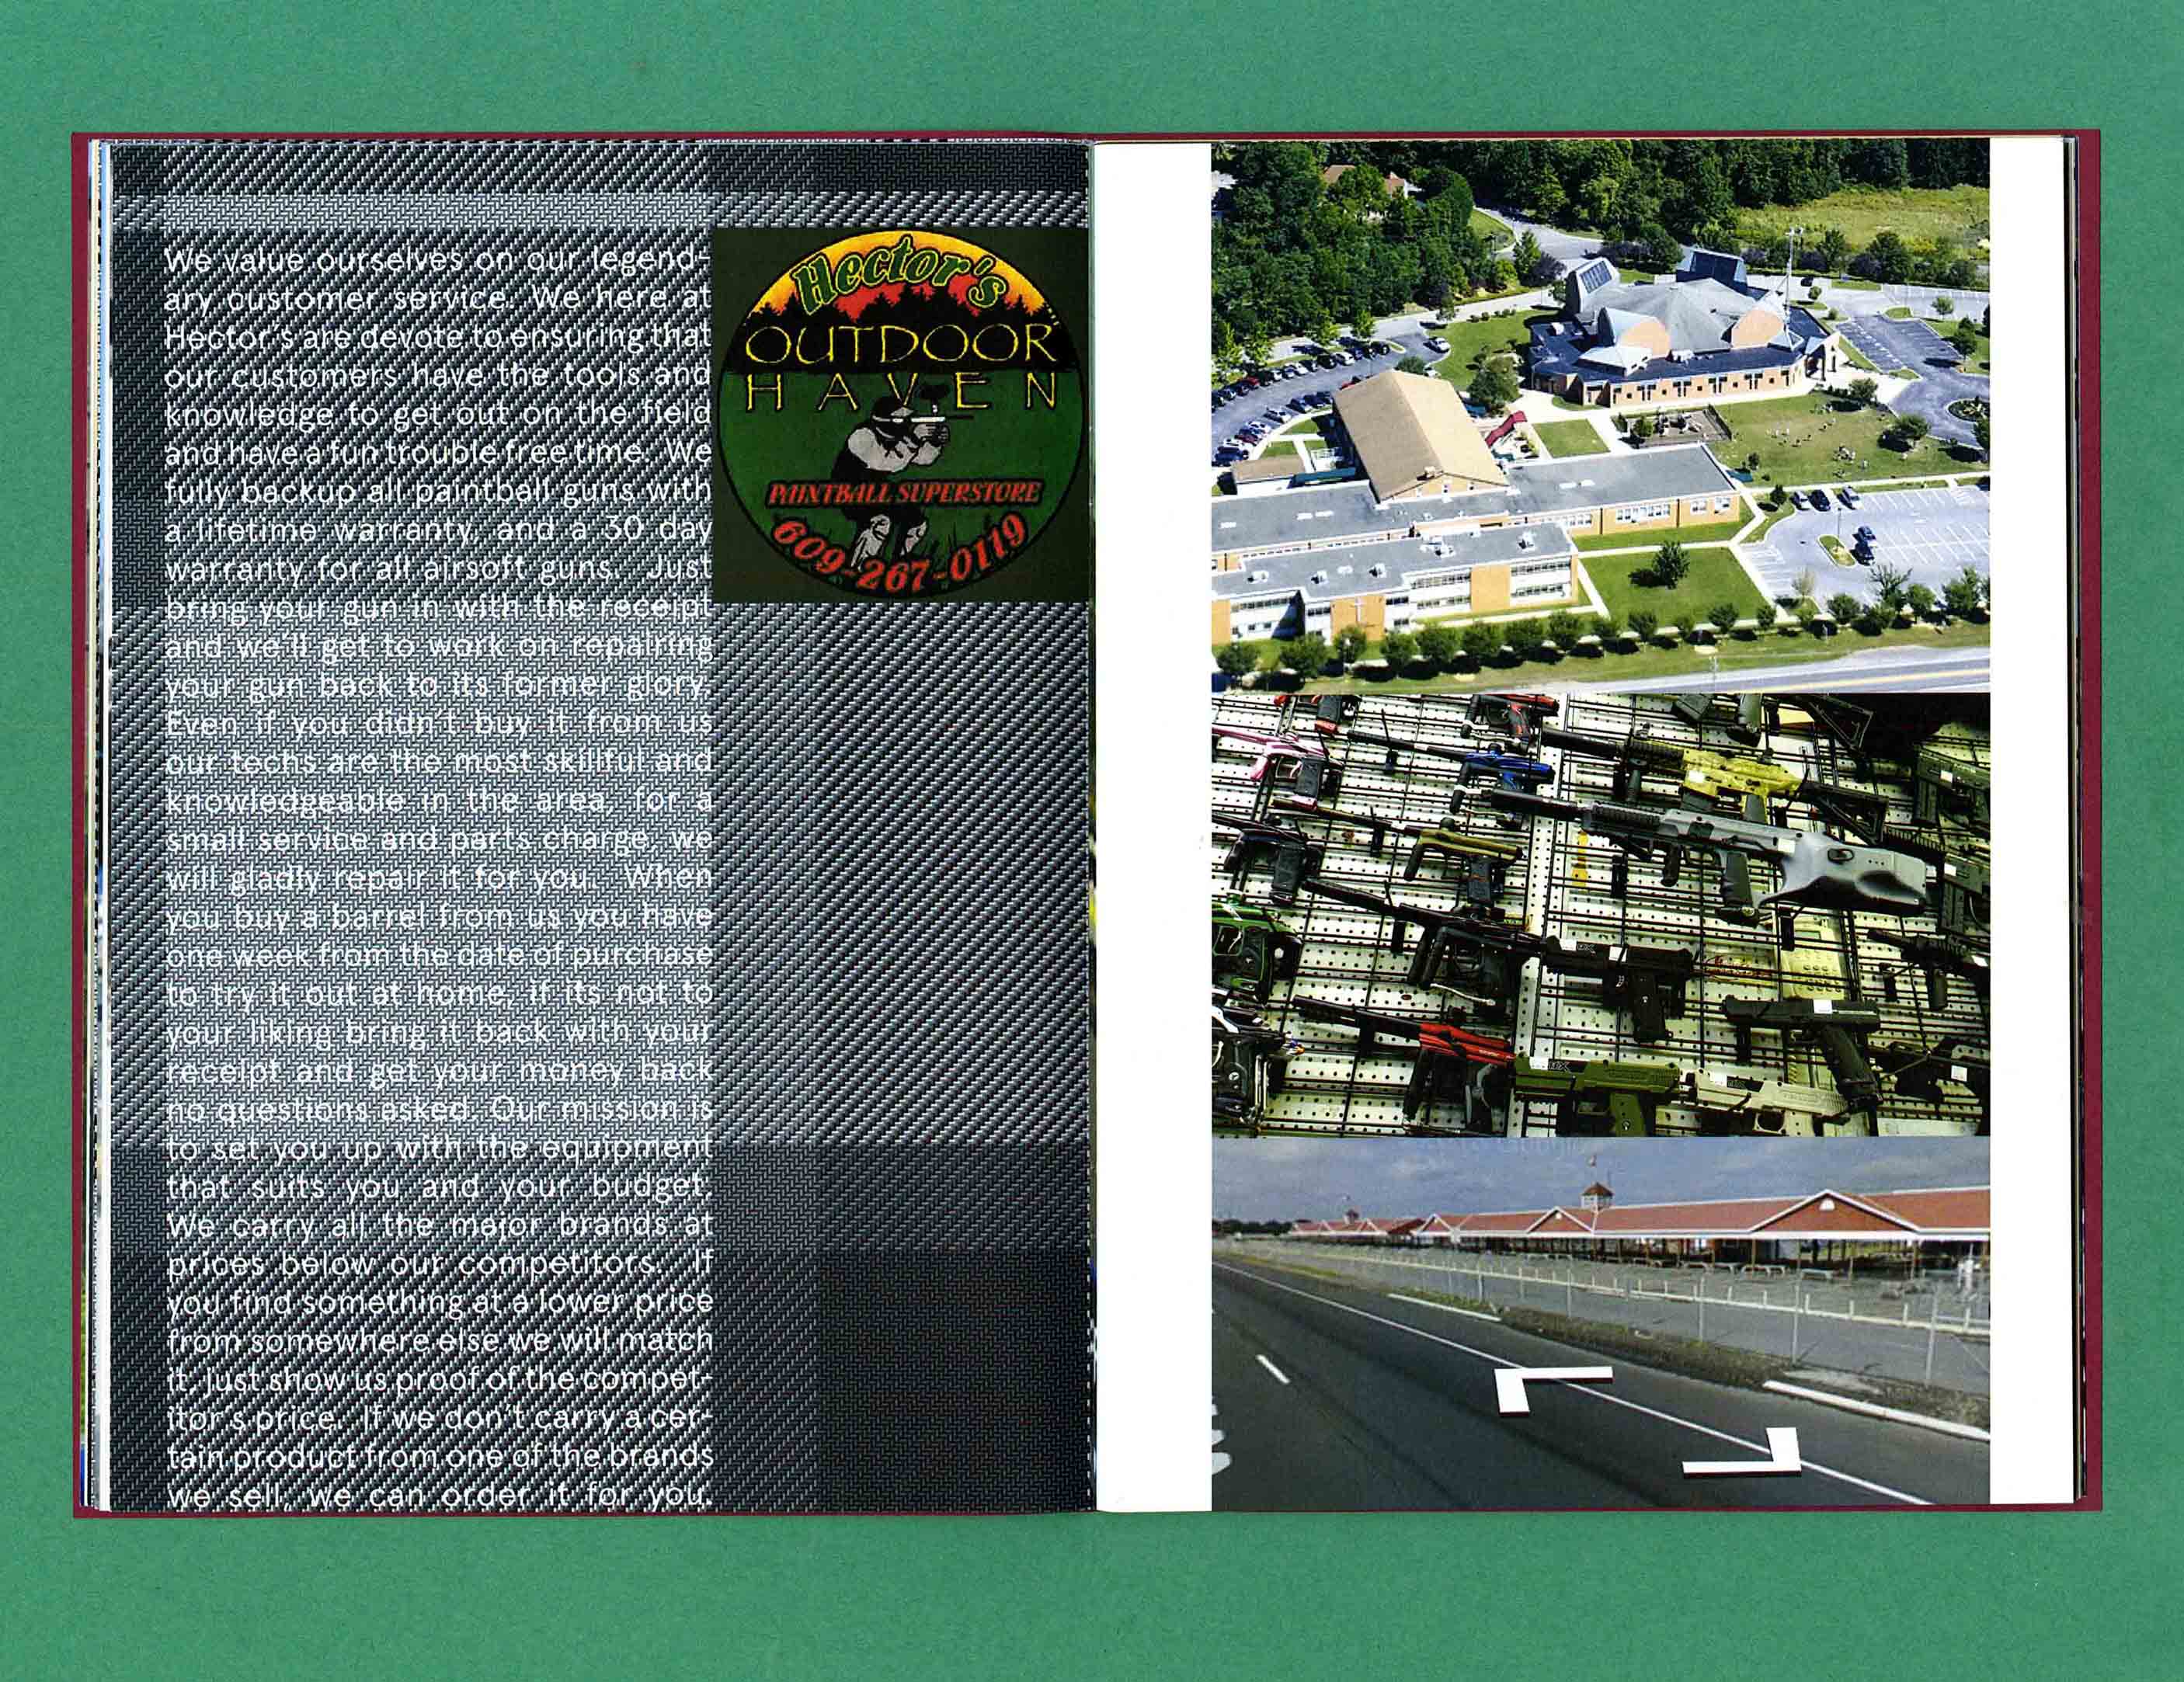 We value ourselves on our legend-
ary customer service. We here at
Hector's are devote to ensuring that
our customers have the tools and
knowledge to get out on the field
and have a fun trouble free time. We
fully backup all paintball guns with
a lifetime warranty, and a 30 day
warranty for all airsoft guns. Just
bring your gun in with the receipt
and we'll get to work on repairing
your gun back to its former glory.
Even if you didn't buy it from us
our techs are the most skillful and
knowledgeable in the area, for a
small service and parts charge, we
will gladly repair it for you. When
you buy a barrel from us you have
one week from the date of purchase
to try it out at home, if its not to
your liking bring it back with your
receipt and get your money back
no questions asked. Our mission is
to set you up with the equipment
that suits you and your budget.
We carry all the major brands at
prices below our competitors. If
you find something at a lower price
from somewhere else we will match
it. Just show us proof of the compet-
itor's price. If we don't carry a cer-
tain product from one of the brands
we sell, we can order it for you.
Hector's
OUTDOOR
HAVEN
PAINTBALL SUPERSTORE
609-267-0119